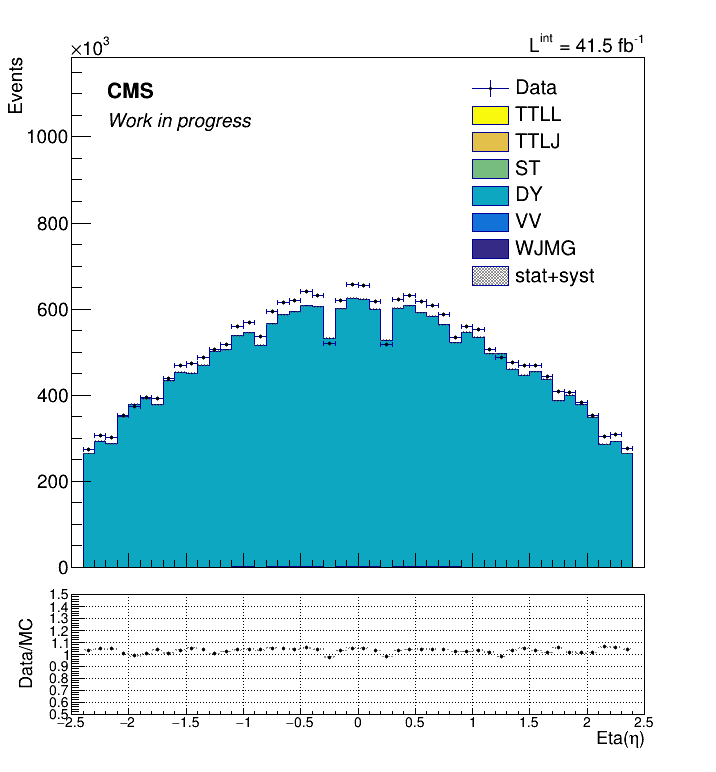 ×10³
L^int = 41.5 fb⁻¹
Events
CMS
Work in progress
Data
TTLL
TTLJ
ST
DY
VV
WJMG
stat+syst
1000
800
600
400
200
0
Data/MC
1.5
1.4
1.3
1.2
1.1
1
0.9
0.8
0.7
0.6
0.5
−2.5 −2 −1.5 −1 −0.5 0 0.5 1 1.5 2 2.5
Eta(η)